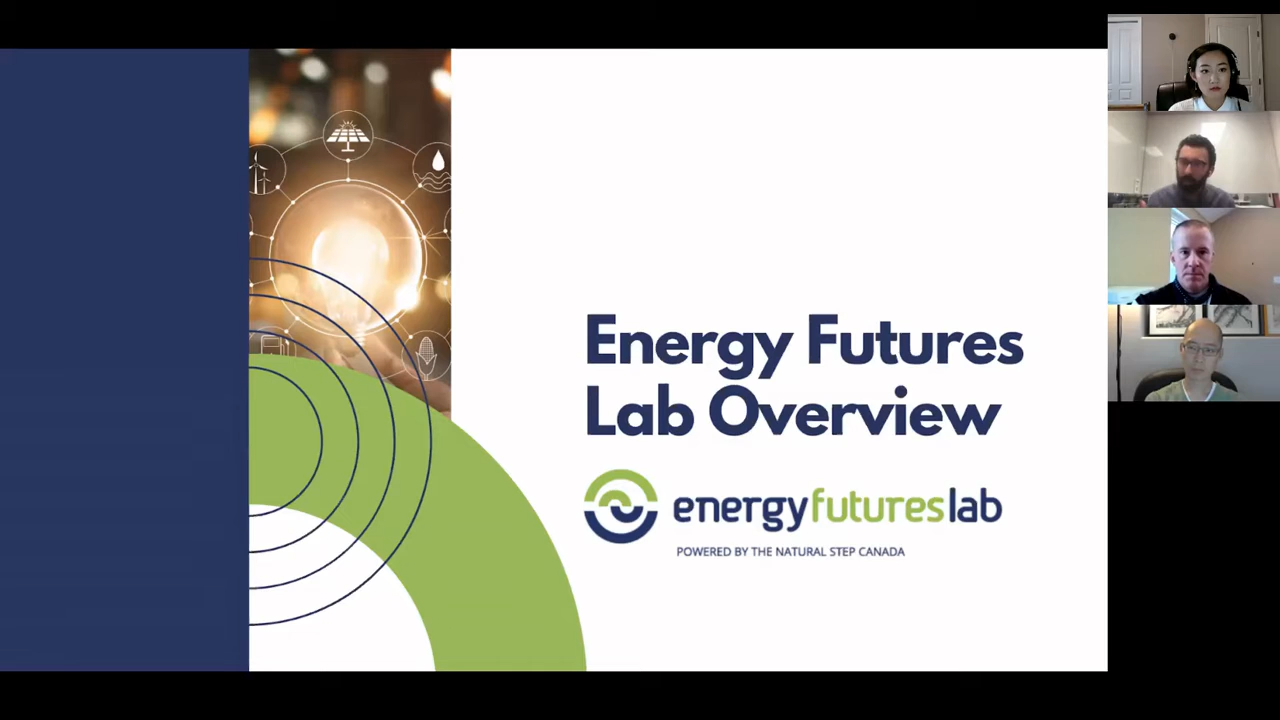 Energy Futures
Lab Overview
energyfutureslab
POWERED BY THE NATURAL STEP CANADA